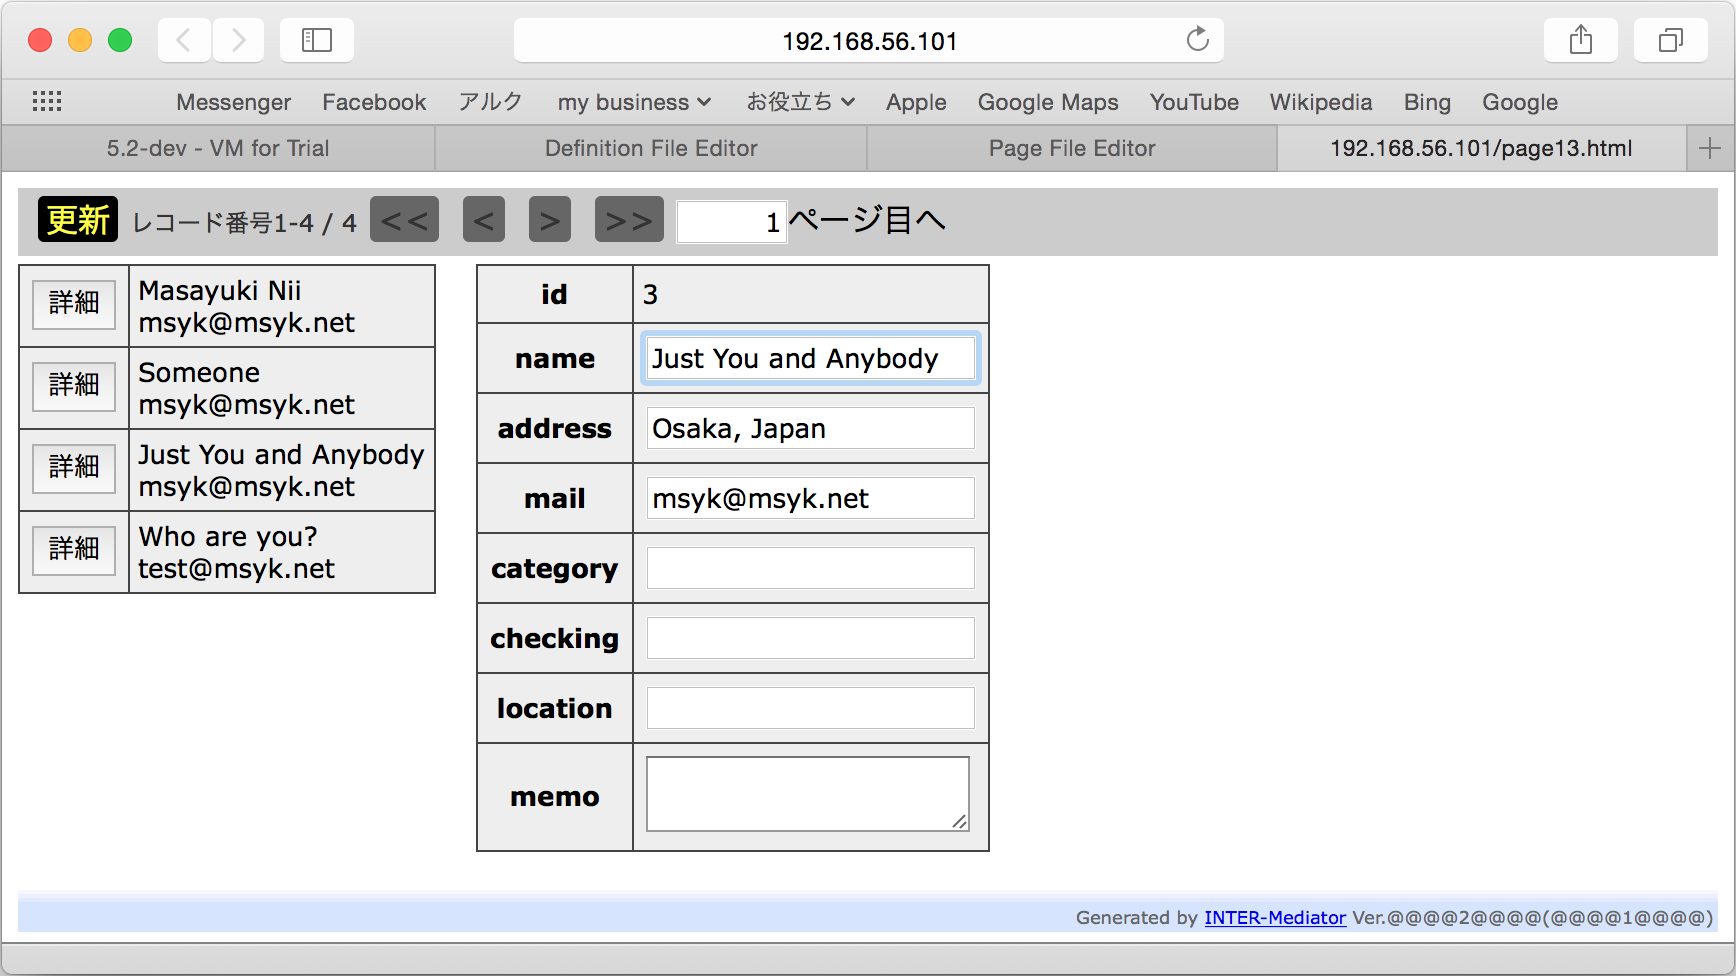 192.168.56.101
Messenger Facebook アルク my business お役立ち Apple Google Maps YouTube Wikipedia Bing Google
5.2-dev - VM for Trial Definition File Editor Page File Editor 192.168.56.101/page13.html
更新 レコード番号1-4 / 4 << < > >> 1 ページ目へ
詳細 Masayuki Nii
msyk@msyk.net
詳細 Someone
msyk@msyk.net
詳細 Just You and Anybody
msyk@msyk.net
詳細 Who are you?
test@msyk.net
id 3
name Just You and Anybody
address Osaka, Japan
mail msyk@msyk.net
category
checking
location
memo
Generated by INTER-Mediator Ver.@@@@2@@@@(@@@@1@@@@)